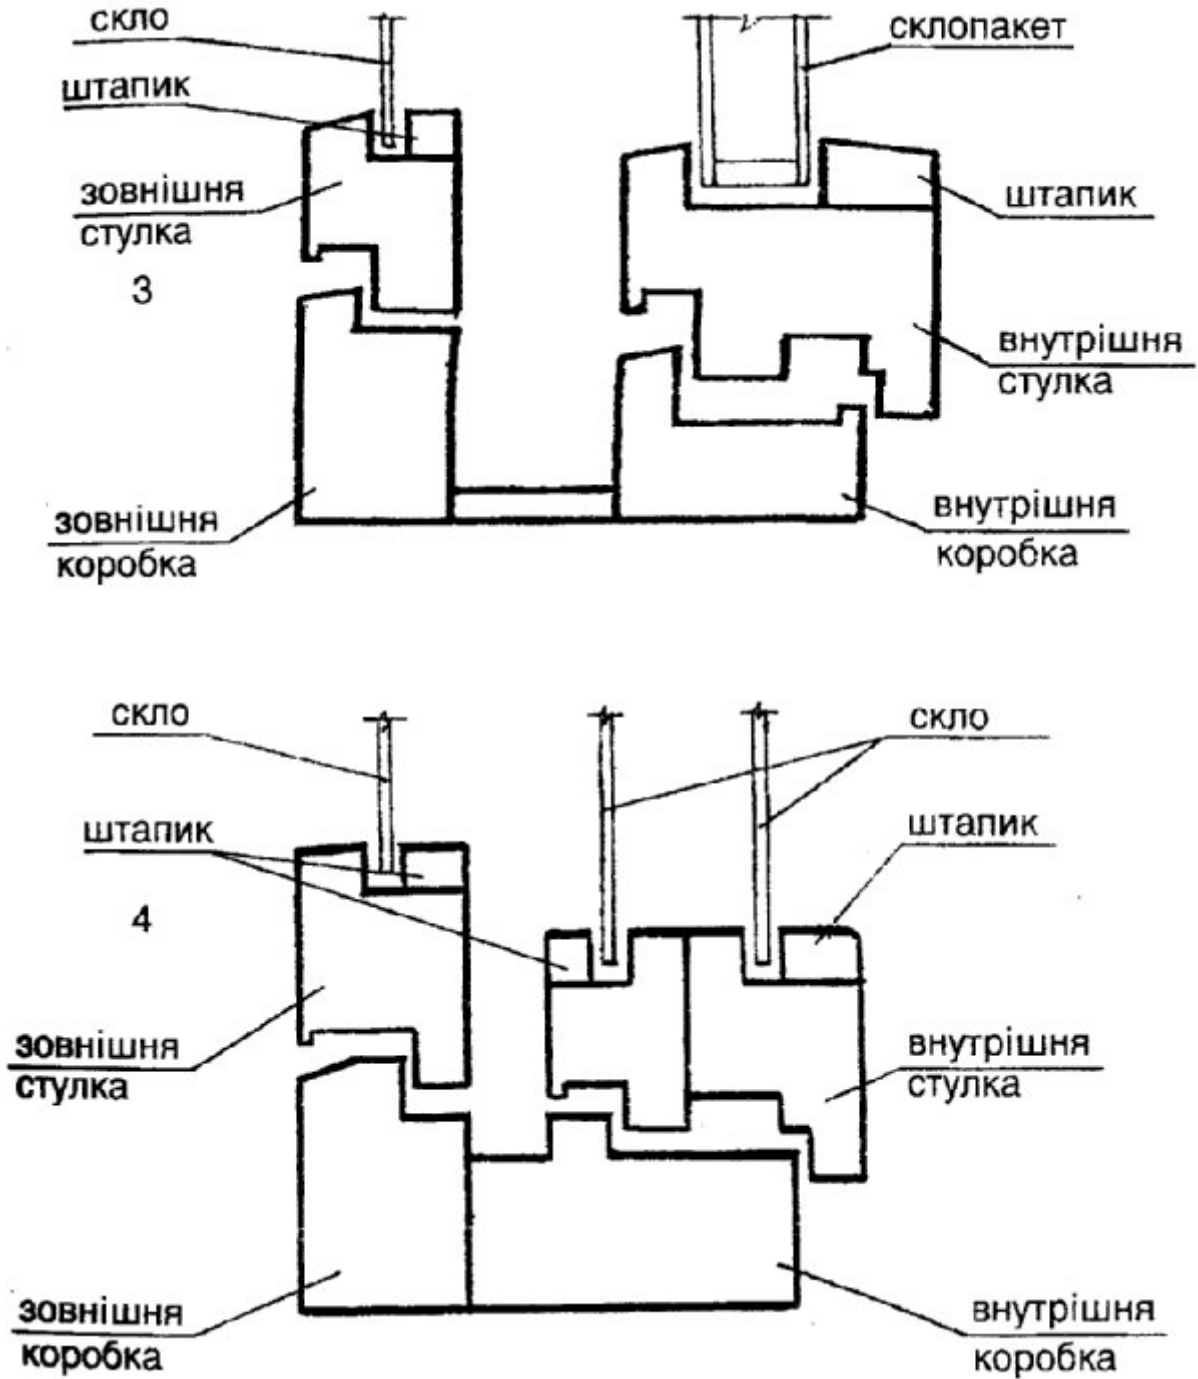 скло
склопакет
штапик
зовнішня
стулка
штапик
3
внутрішня
стулка
зовнішня
коробка
внутрішня
коробка
скло
скло
штапик
штапик
4
зовнішня
стулка
внутрішня
стулка
зовнішня
коробка
внутрішня
коробка